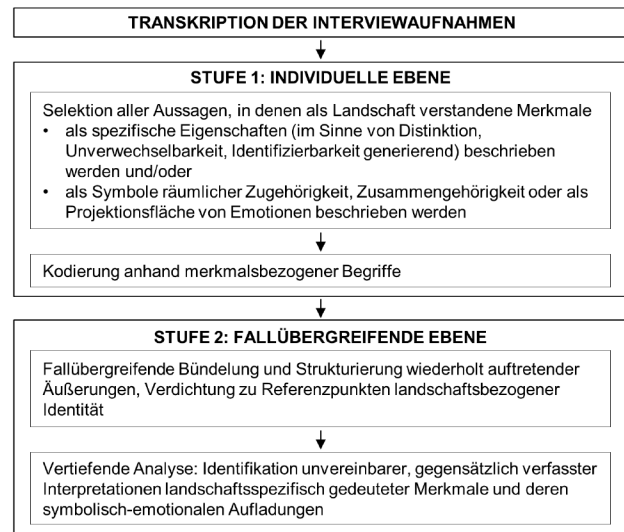 TRANSKRIPTION DER INTERVIEWAUFNAHMEN
STUFE 1: INDIVIDUELLE EBENE
Selektion aller Aussagen, in denen als Landschaft verstandene Merkmale
• als spezifische Eigenschaften (im Sinne von Distinktion,
Unverwechselbarkeit, Identifizierbarkeit generierend) beschrieben
werden und/oder
• als Symbole räumlicher Zugehörigkeit, Zusammengehörigkeit oder als
Projektionsfläche von Emotionen beschrieben werden
Kodierung anhand merkmalsbezogener Begriffe
STUFE 2: FALLÜBERGREIFENDE EBENE
Fallübergreifende Bündelung und Strukturierung wiederholt auftretender
Äußerungen, Verdichtung zu Referenzpunkten landschaftsbezogener
Identität
Vertiefende Analyse: Identifikation unvereinbarer, gegensätzlich verfasster
Interpretationen landschaftsspezifisch gedeuteter Merkmale und deren
symbolisch-emotionalen Aufladungen